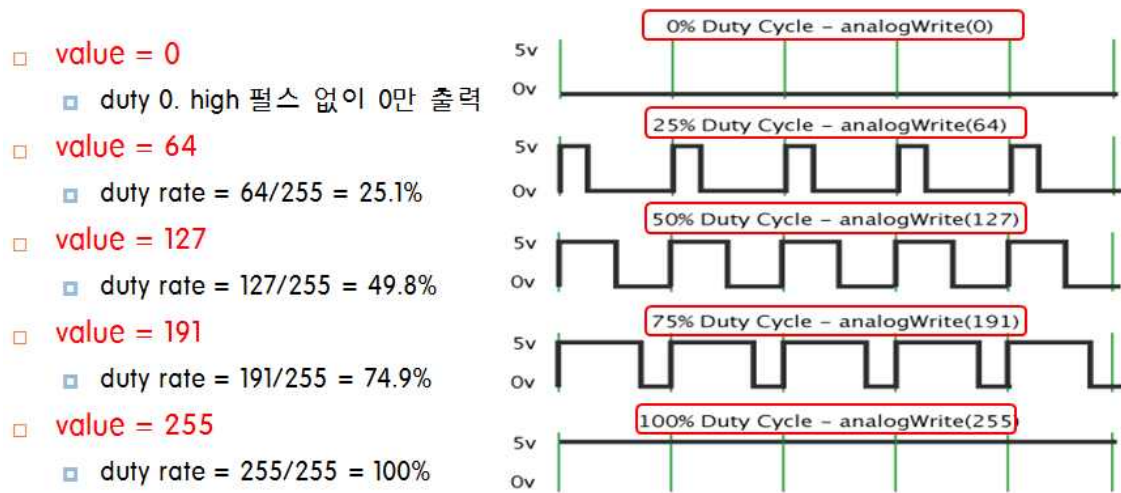 value = 0
duty 0. high 펄스 없이 0만 출력
value = 64
duty rate = 64/255 = 25.1%
value = 127
duty rate = 127/255 = 49.8%
value = 191
duty rate = 191/255 = 74.9%
value = 255
duty rate = 255/255 = 100%
0% Duty Cycle – analogWrite(0)
5v
0v
25% Duty Cycle – analogWrite(64)
5v
0v
50% Duty Cycle – analogWrite(127)
5v
0v
75% Duty Cycle – analogWrite(191)
5v
0v
100% Duty Cycle – analogWrite(255)
5v
0v